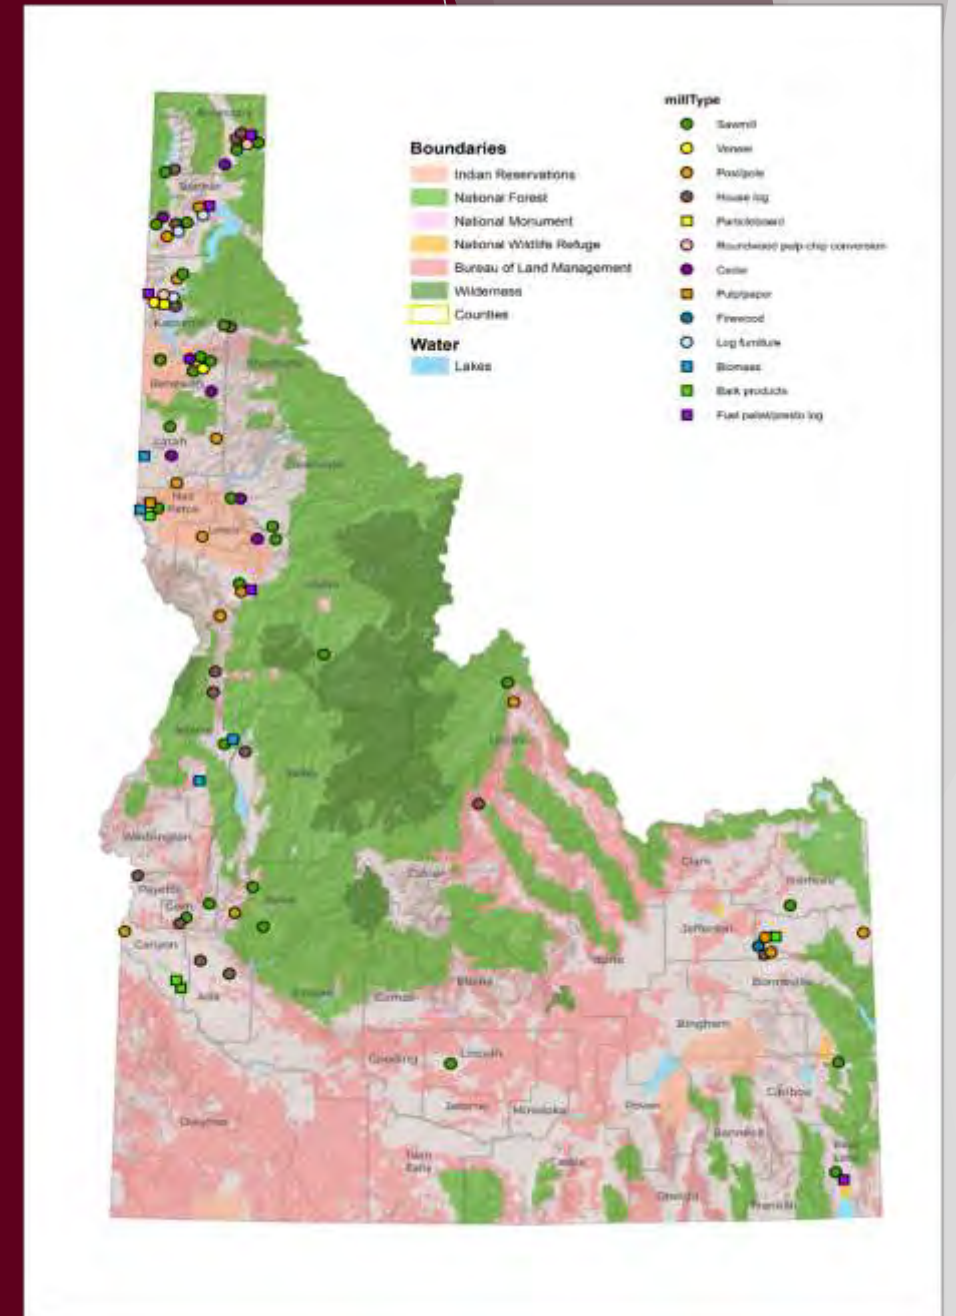 millType
Sawmill
Veneer
Post/pole
House log
Particleboard
Roundwood pulp-chip conversion
Cedar
Pulp/paper
Firewood
Log furniture
Biomass
Bark products
Fuel pellet/presto log
Boundaries
Indian Reservations
National Forest
National Monument
National Wildlife Refuge
Bureau of Land Management
Wilderness
Counties
Water
Lakes
Boundary
Bonner
Kootenai
Benewah
Shoshone
Latah
Clearwater
Nez
Perce
Lewis
Idaho
Adams
Valley
Lemhi
Washington
Payette
Gem
Boise
Custer
Clark
Fremont
Jefferson
Canyon
Ada
Elmore
Camas
Blaine
Butte
Bonneville
Bingham
Gooding
Lincoln
Jerome
Minidoka
Power
Caribou
Bannock
Owyhee
Twin
Falls
Cassia
Oneida
Franklin
Bear
Lake